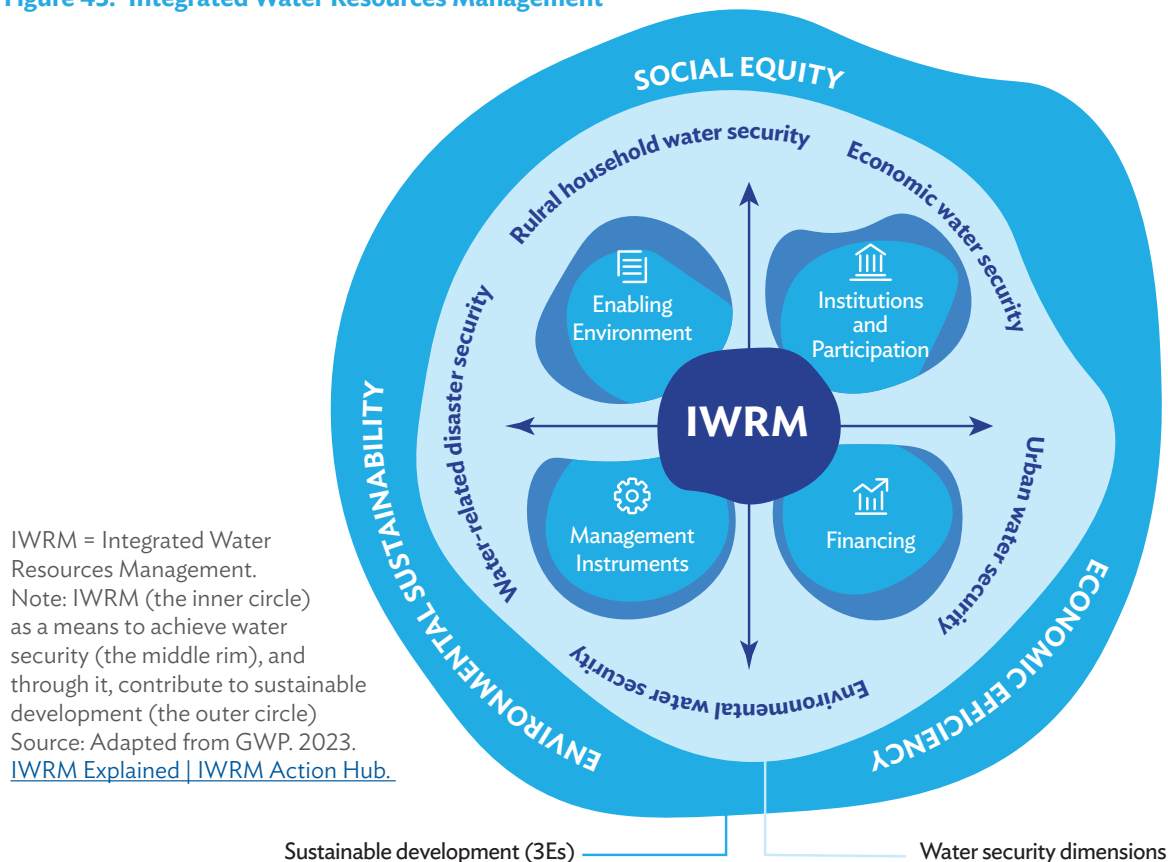 Figure 43: Integrated Water Resources Management
SOCIAL EQUITY
Rulral household water security
Economic water security
Enabling
Environment
Institutions
and
Participation
Water-related disaster security
IWRM
Urban water security
ENVIRONMENTAL SUSTAINABILITY
Management
Instruments
Financing
ECONOMIC EFFICIENCY
Environmental water security
IWRM = Integrated Water
Resources Management.
Note: IWRM (the inner circle)
as a means to achieve water
security (the middle rim), and
through it, contribute to sustainable
development (the outer circle)
Source: Adapted from GWP. 2023.
IWRM Explained | IWRM Action Hub.
Sustainable development (3Es)
Water security dimensions